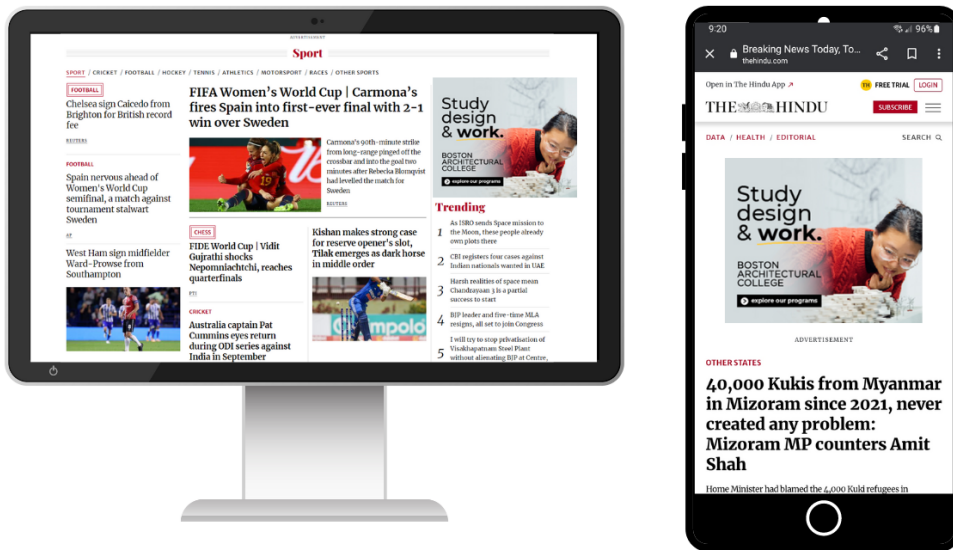 ADVERTISEMENT
Sport
SPORT / CRICKET / FOOTBALL / HOCKEY / TENNIS / ATHLETICS / MOTORSPORT / RACES / OTHER SPORTS
FOOTBALL
Chelsea sign Caicedo from
Brighton for British record
fee
REUTERS
FOOTBALL
Spain nervous ahead of
Women's World Cup
semifinal, a match against
tournament stalwart
Sweden
AP
West Ham sign midfielder
Ward-Prowse from
Southampton
FIFA Women's World Cup | Carmona's
fires Spain into first-ever final with 2-1
win over Sweden
Carmona's 90th-minute strike
from long-range pinged off the
crossbar and into the goal two
minutes after Rebecka Blomqvist
had levelled the match for
Sweden
REUTERS
CHESS
FIDE World Cup | Vidit
Gujrathi shocks
Nepomniachtchi, reaches
quarterfinals
PTI
CRICKET
Australia captain Pat
Cummins eyes return
during ODI series against
India in September
Kishan makes strong case
for reserve opener's slot,
Tilak emerges as dark horse
in middle order
mpolo
Study
design
& work.
BOSTON
ARCHITECTURAL
COLLEGE
explore our programs
Trending
1 As ISRO sends Space mission to
the Moon, these people already
own plots there
2 CBI registers four cases against
Indian nationals wanted in UAE
3 Harsh realities of space mean
Chandrayaan 3 is a partial
success to start
4 BJP leader and five-time MLA
resigns, all set to join Congress
5 I will try to stop privatisation of
Visakhapatnam Steel Plant
without alienating BJP at Centre,
9:20 96%
Breaking News Today, To...
thehindu.com
Open in The Hindu App
TH FREE TRIAL LOGIN
THE HINDU
SUBSCRIBE
DATA / HEALTH / EDITORIAL SEARCH
Study
design
& work.
BOSTON
ARCHITECTURAL
COLLEGE
explore our programs
ADVERTISEMENT
OTHER STATES
40,000 Kukis from Myanmar
in Mizoram since 2021, never
created any problem:
Mizoram MP counters Amit
Shah
Home Minister had blamed the 4,000 Kuki refugees in